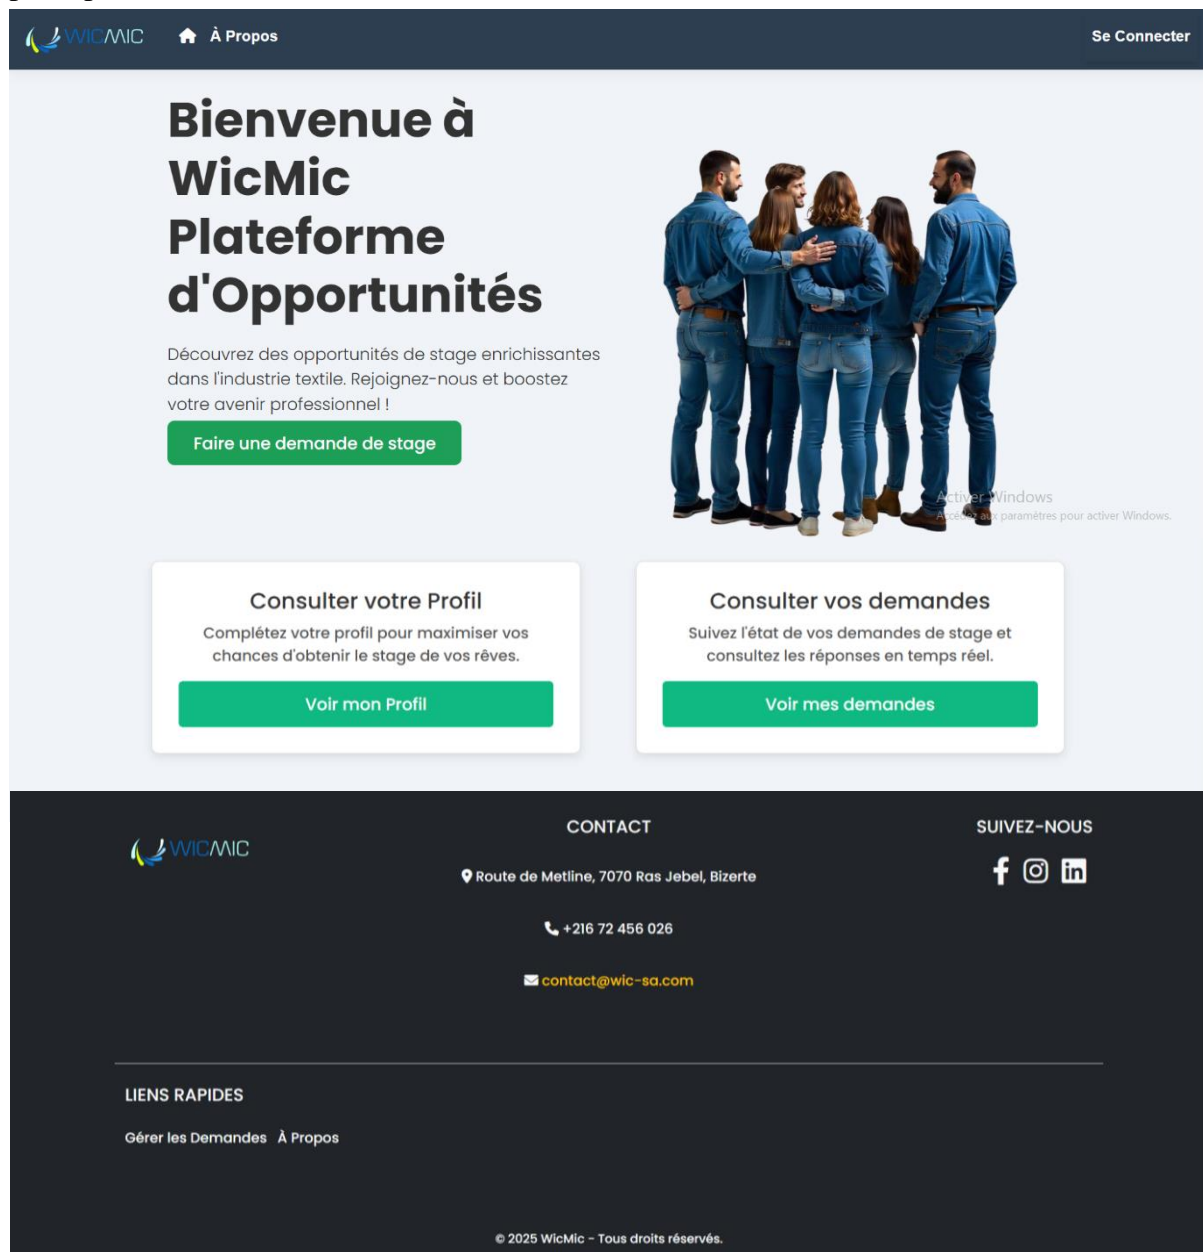 WICMIC
À Propos
Se Connecter
Bienvenue à
WicMic
Plateforme
d'Opportunités
Découvrez des opportunités de stage enrichissantes
dans l'industrie textile. Rejoignez-nous et boostez
votre avenir professionnel !
Faire une demande de stage
Activer Windows
Accédez aux paramètres pour activer Windows.
Consulter votre Profil
Complétez votre profil pour maximiser vos
chances d'obtenir le stage de vos rêves.
Voir mon Profil
Consulter vos demandes
Suivez l'état de vos demandes de stage et
consultez les réponses en temps réel.
Voir mes demandes
WICMIC
CONTACT
Route de Metline, 7070 Ras Jebel, Bizerte
+216 72 456 026
contact@wic-sa.com
SUIVEZ-NOUS
LIENS RAPIDES
Gérer les Demandes À Propos
© 2025 WicMic - Tous droits réservés.